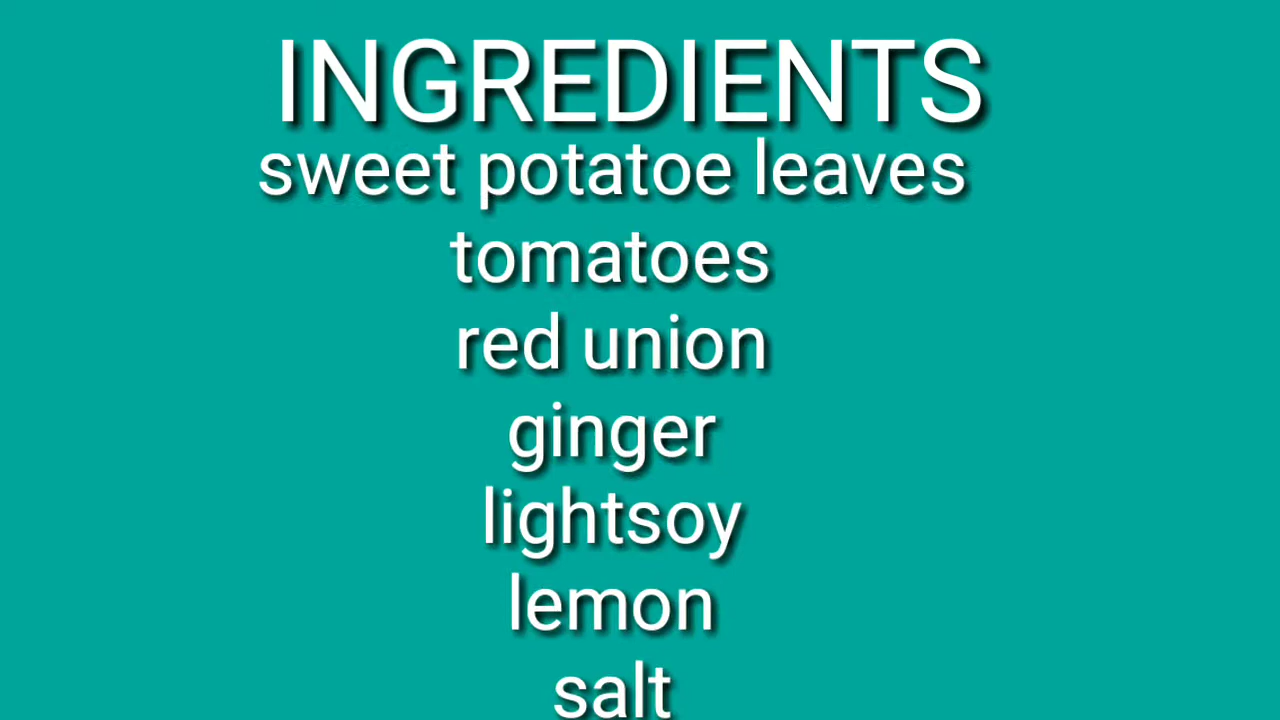 INGREDIENTS
sweet potatoe leaves
tomatoes
red union
ginger
lightsoy
lemon
salt